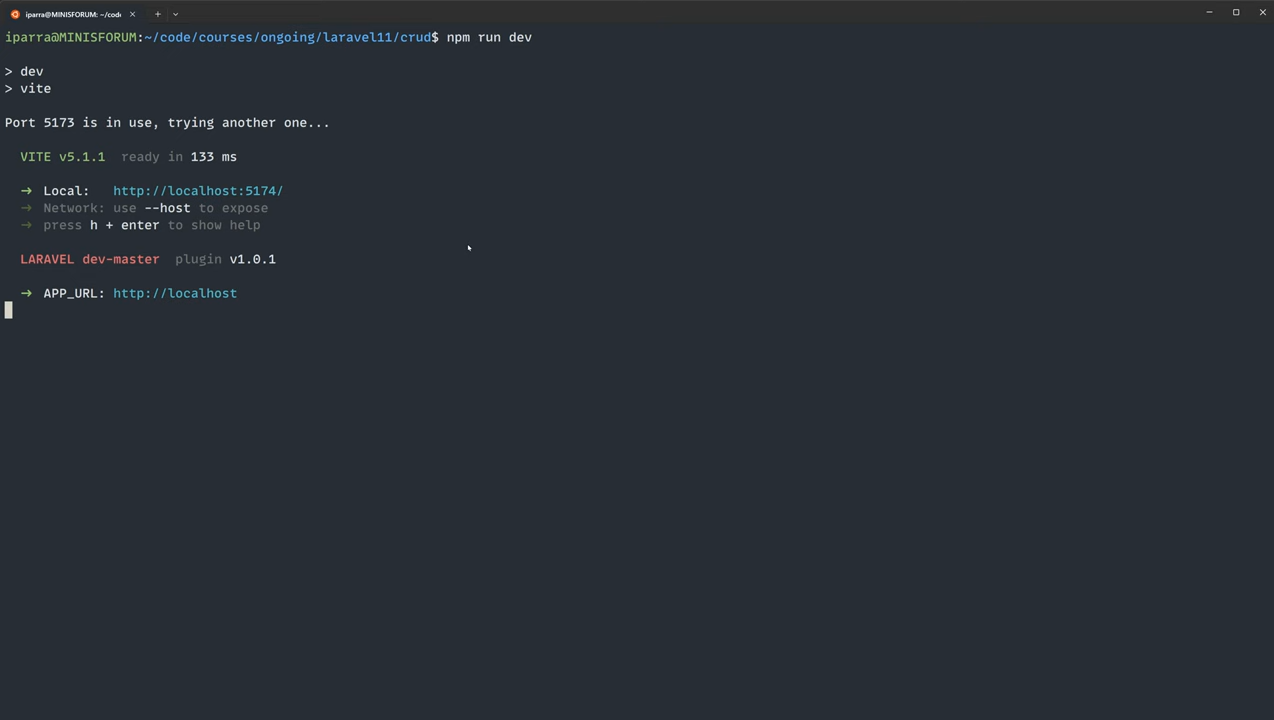 iparra@MINISFORUM: ~/code
iparra@MINISFORUM:~/code/courses/ongoing/laravel11/crud$ npm run dev
> dev
> vite
Port 5173 is in use, trying another one...
VITE v5.1.1  ready in 133 ms
→ Local:   http://localhost:5174/
→ Network: use --host to expose
→ press h + enter to show help
LARAVEL dev-master  plugin v1.0.1
→ APP_URL: http://localhost